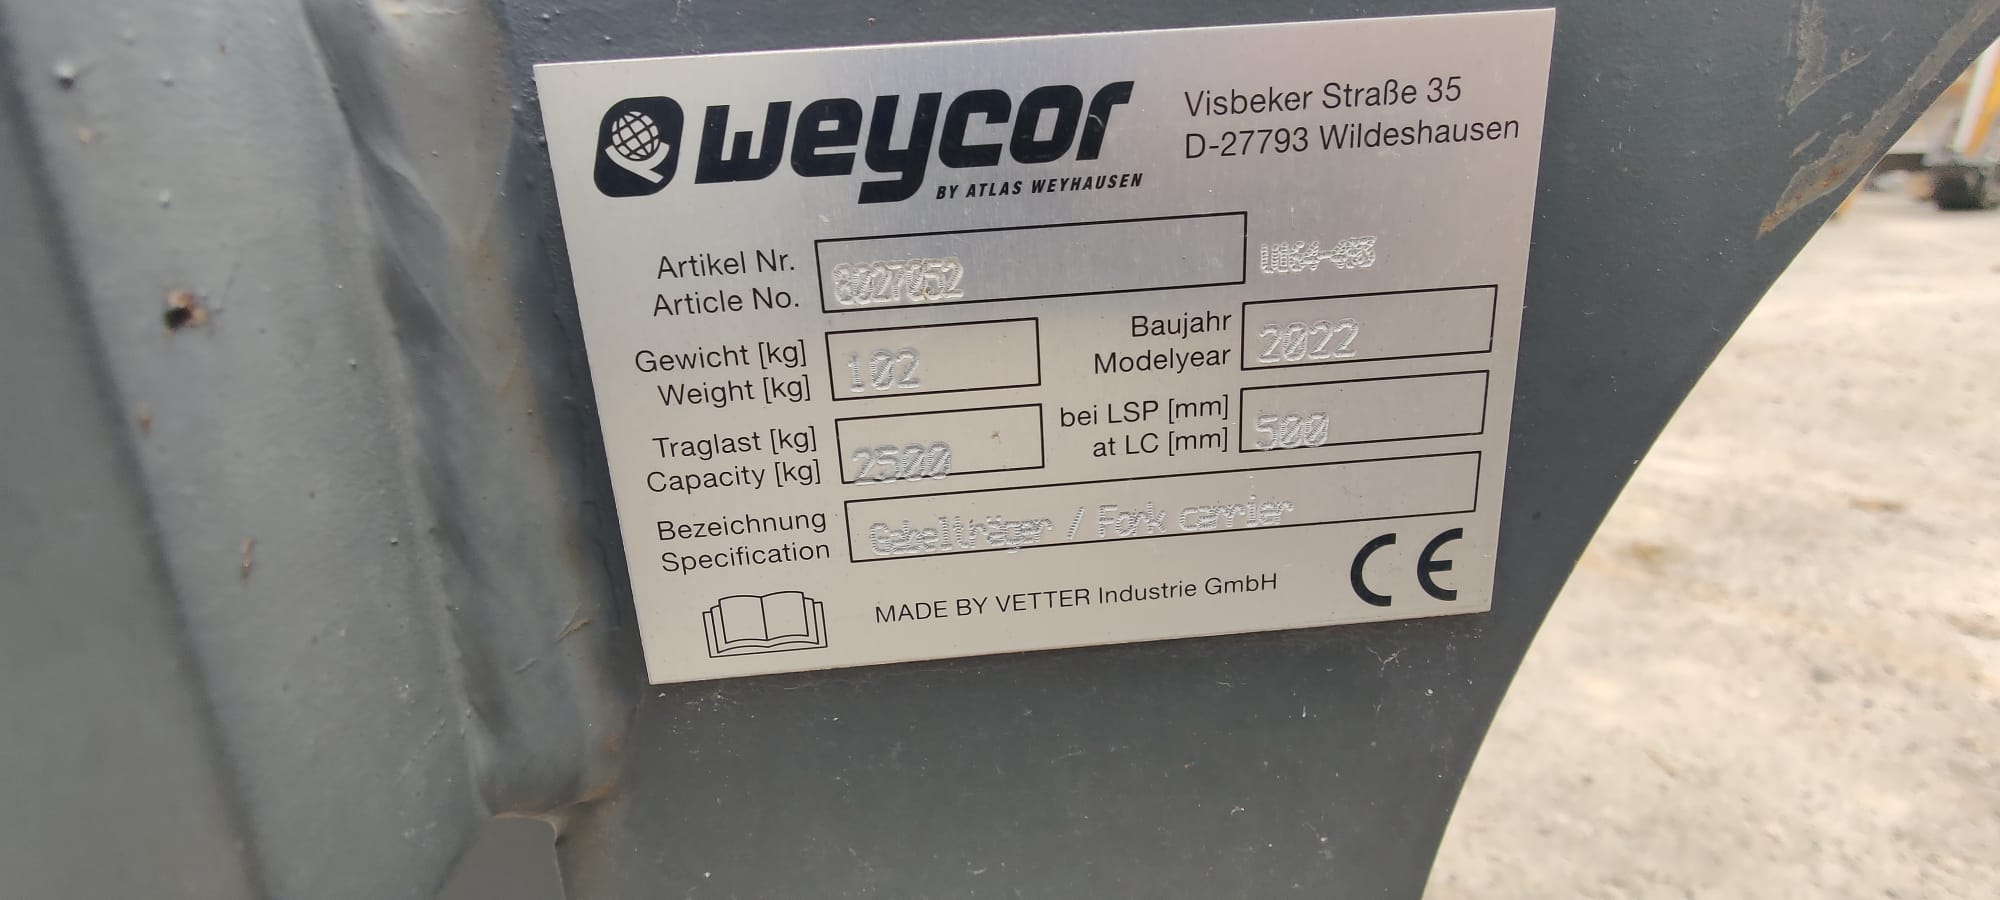 weycor
BY ATLAS WEYHAUSEN
Visbeker Straße 35
D-27793 Wildeshausen
Artikel Nr.
Article No.
8027052
Gewicht [kg]
Weight [kg]
102
Baujahr
Modelyear
2022
Traglast [kg]
Capacity [kg]
2500
bei LSP [mm]
at LC [mm]
500
Bezeichnung
Specification
Gabelträger / Fork carrier
MADE BY VETTER Industrie GmbH
CE